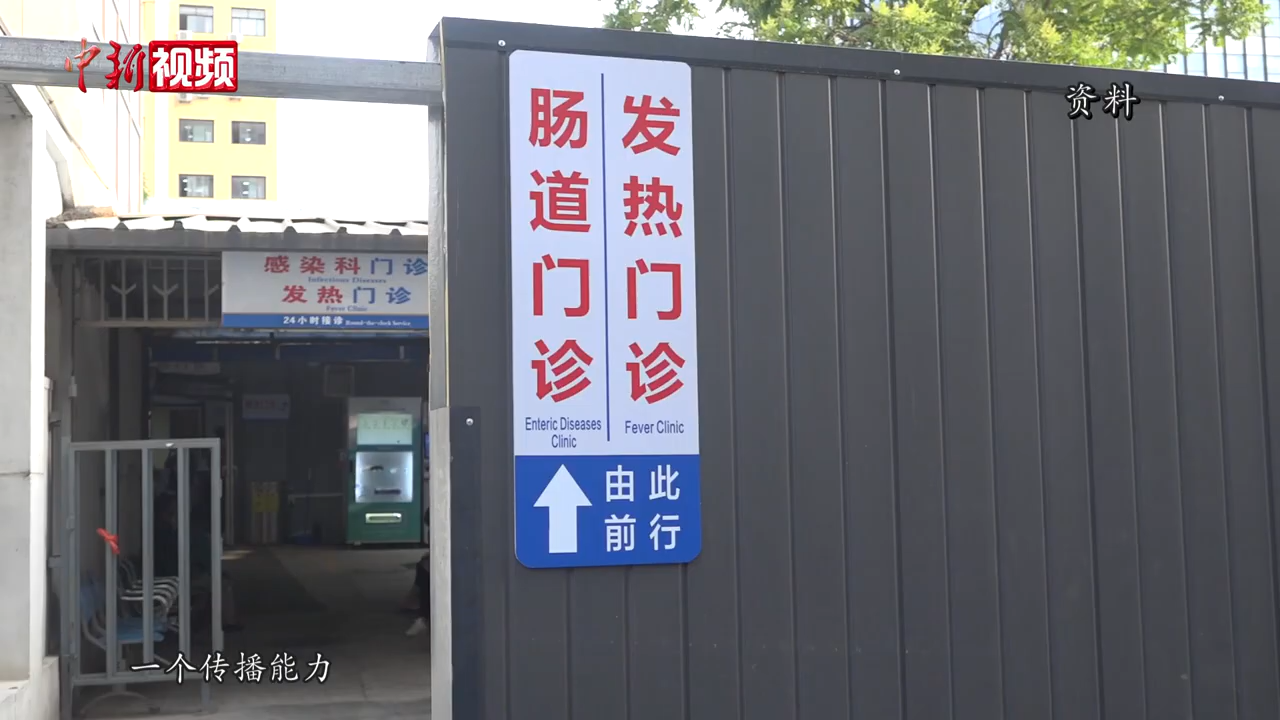 中新视频
资料
肠道门诊
发热门诊
Enteric Diseases
Clinic
Fever Clinic
由此
前行
感染科门诊
Infectious Diseases
发热门诊
Fever Clinic
24小时接诊 Round-the-clock Service
一个传播能力